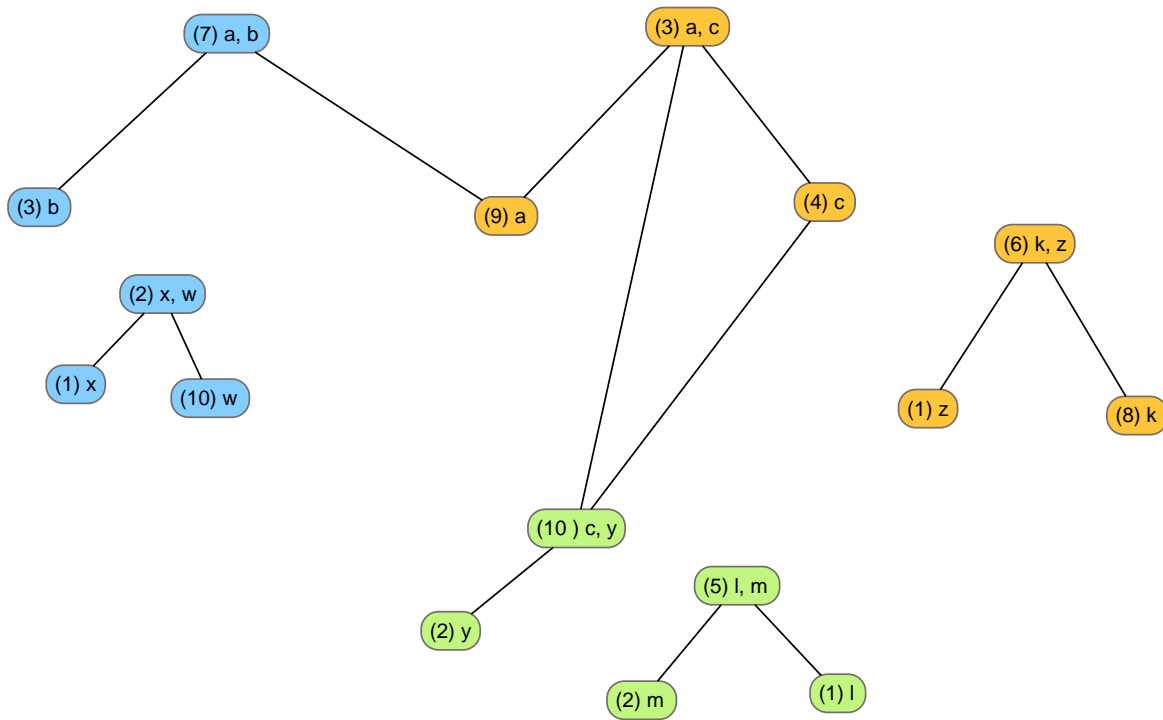 (7) a, b
(3) a, c
(3) b
(9) a
(4) c
(6) k, z
(2) x, w
(1) x
(10) w
(1) z
(8) k
(10 ) c, y
(5) l, m
(2) y
(2) m
(1) l